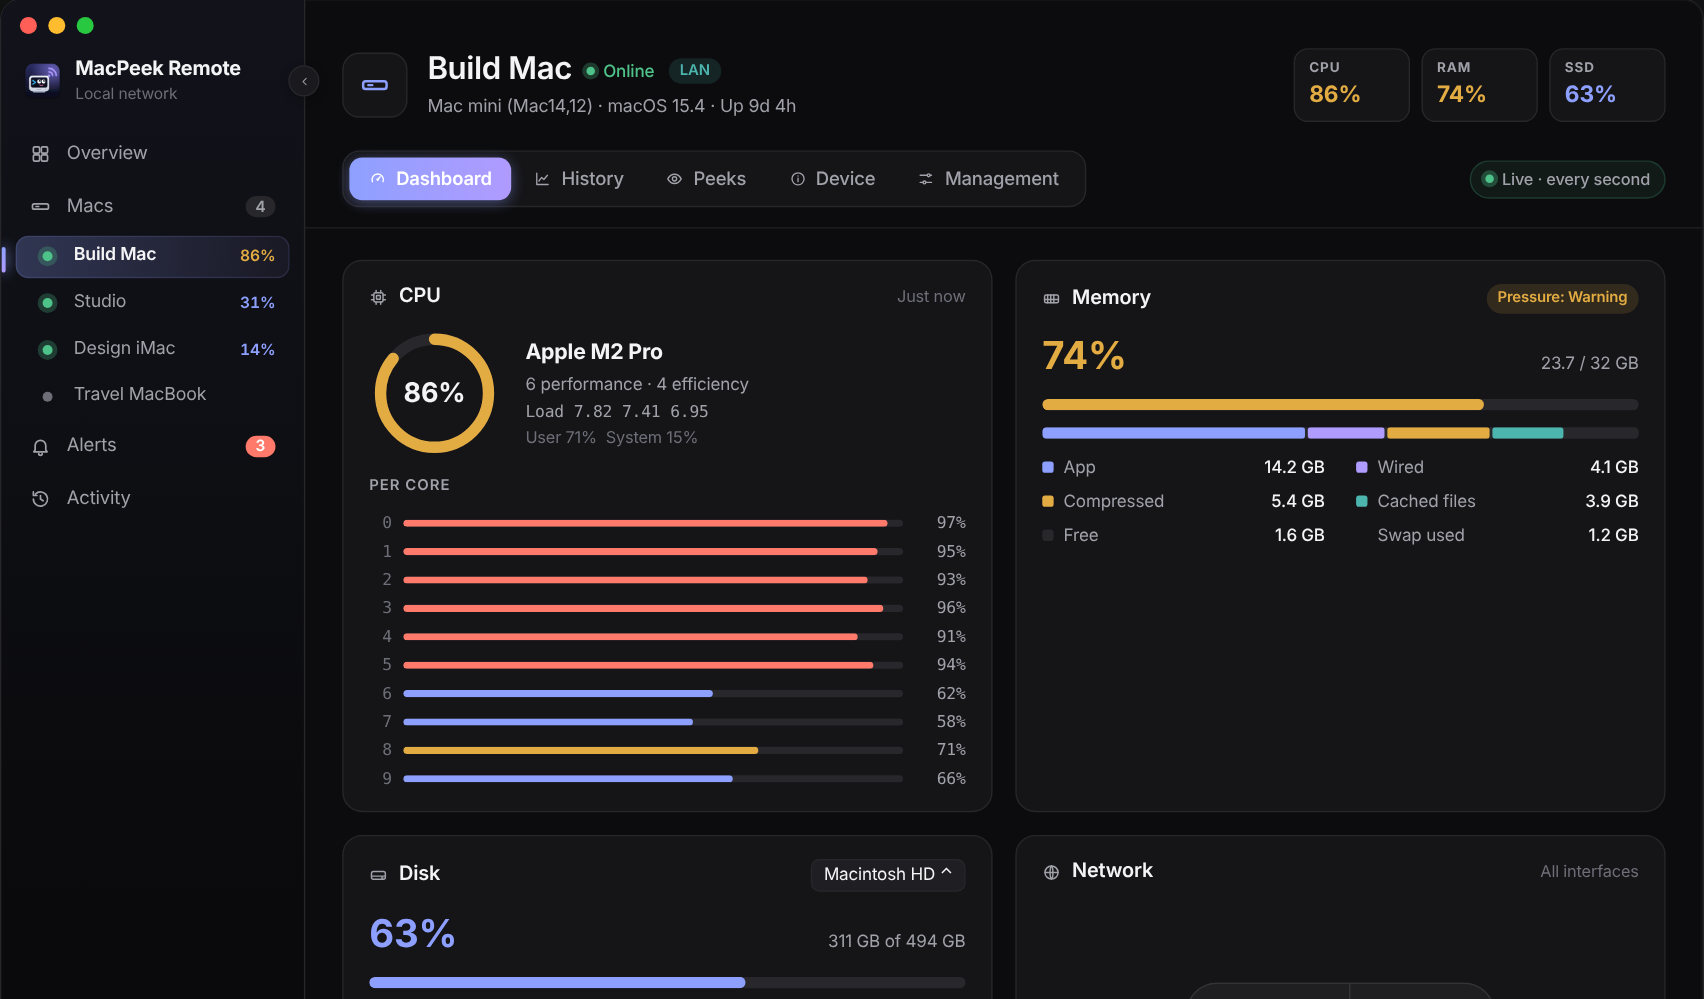 MacPeek Remote
Local network
Overview
Macs 4
Build Mac 86%
Studio 31%
Design iMac 14%
Travel MacBook
Alerts 3
Activity
Build Mac Online LAN
Mac mini (Mac14,12) · macOS 15.4 · Up 9d 4h
CPU
86%
RAM
74%
SSD
63%
Dashboard History Peeks Device Management
Live · every second
CPU Just now
86%
Apple M2 Pro
6 performance · 4 efficiency
Load 7.82 7.41 6.95
User 71% System 15%
PER CORE
0 97%
1 95%
2 93%
3 96%
4 91%
5 94%
6 62%
7 58%
8 71%
9 66%
Memory Pressure: Warning
74% 23.7 / 32 GB
App 14.2 GB Wired 4.1 GB
Compressed 5.4 GB Cached files 3.9 GB
Free 1.6 GB Swap used 1.2 GB
Disk Macintosh HD
63% 311 GB of 494 GB
Network All interfaces